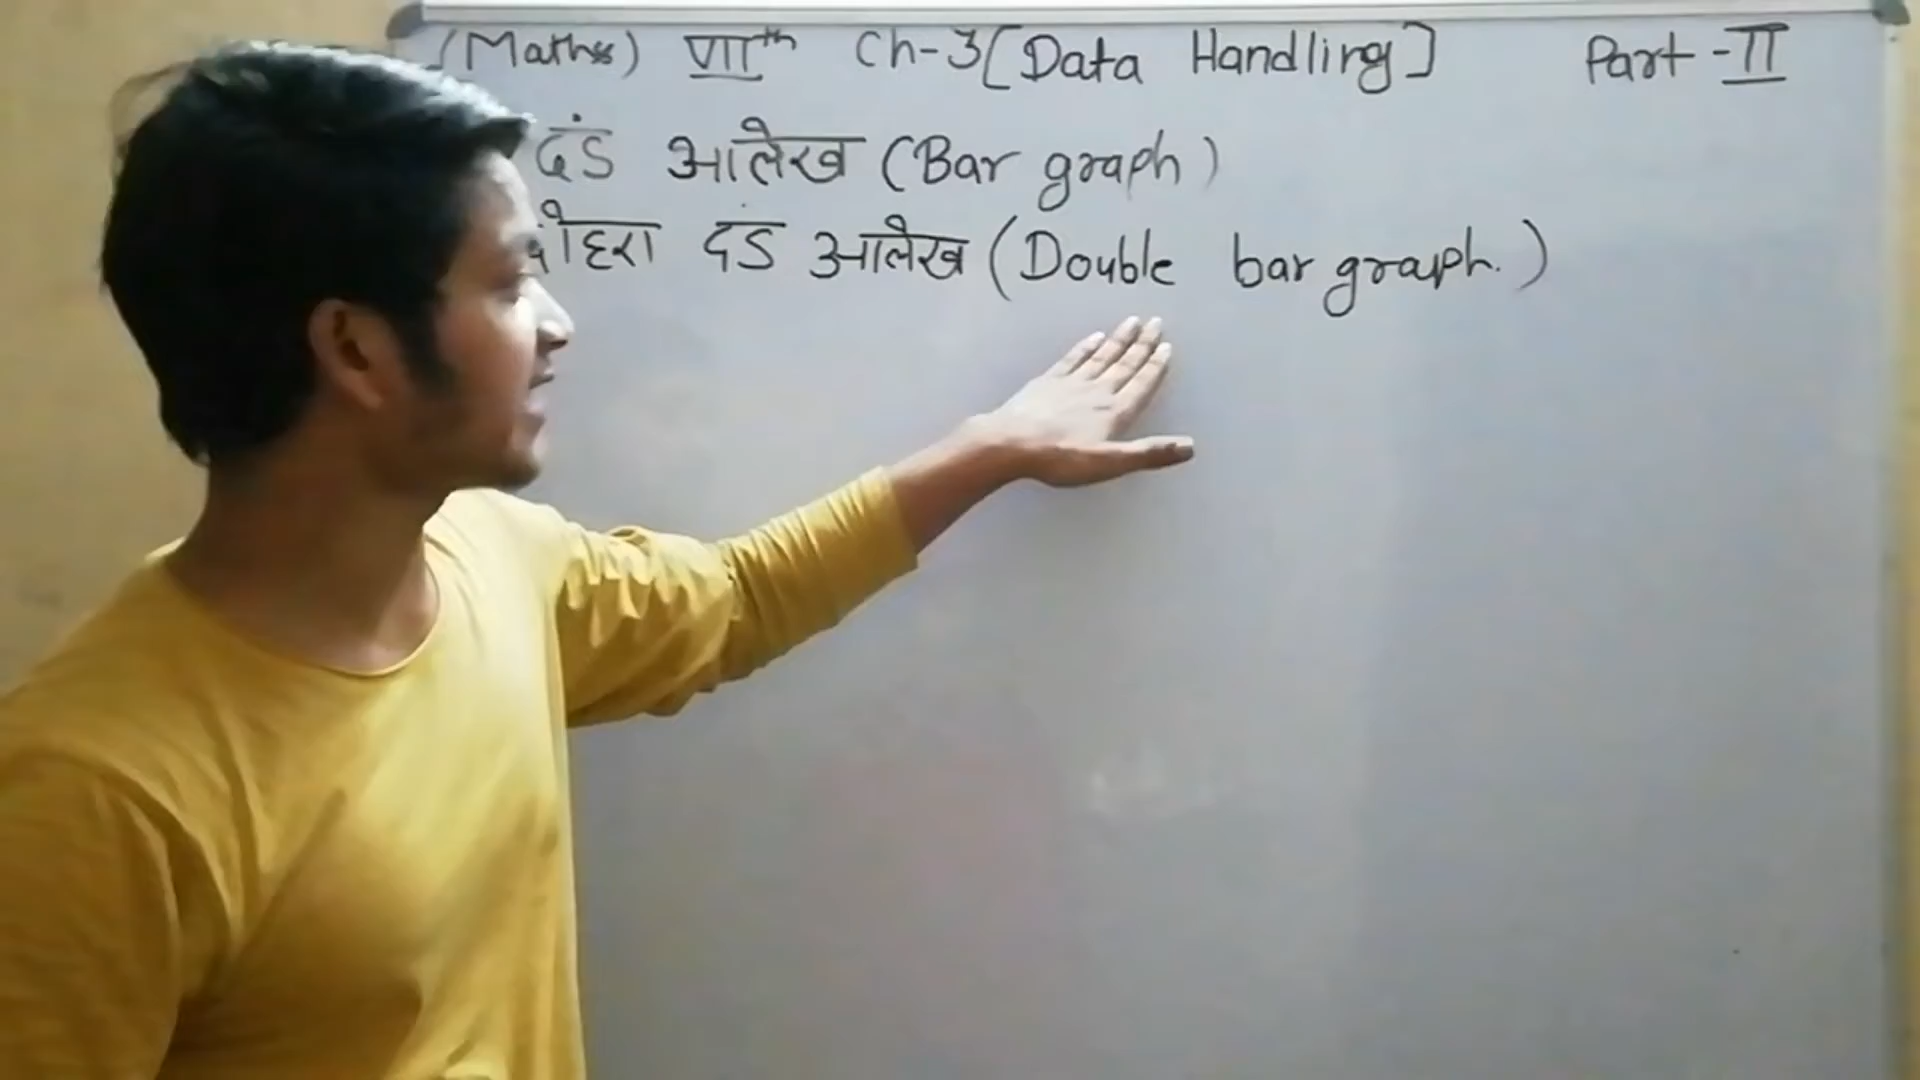 (Maths) VIIth Ch-3[Data Handling] Part-II
दंड आलेख (Bar graph)
दोहरा दंड आलेख (Double bar graph.)